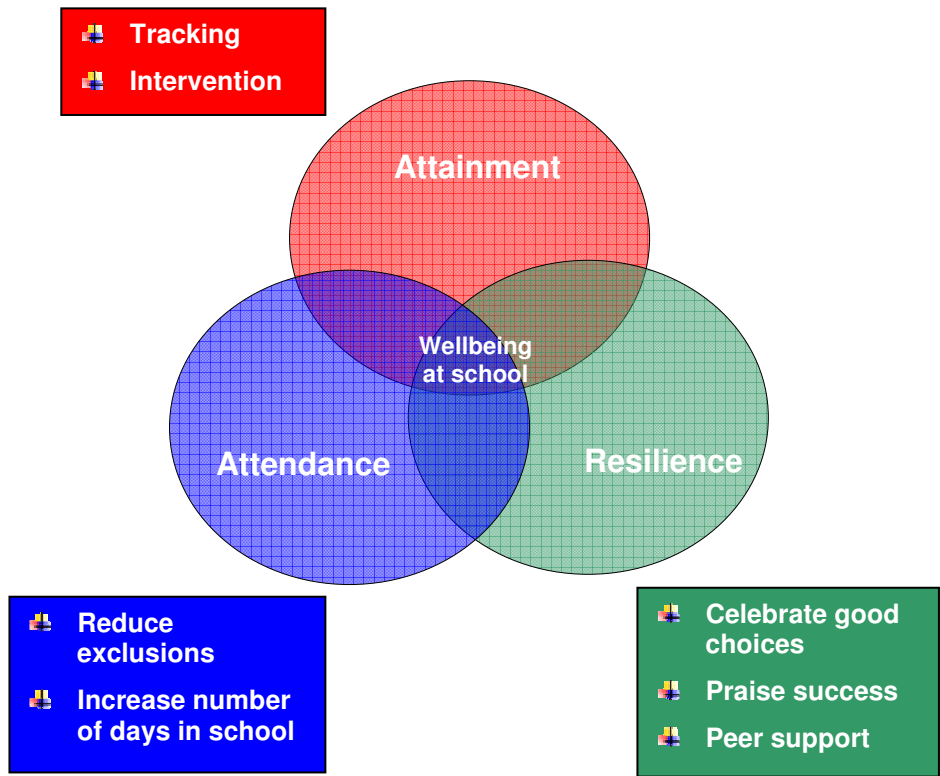 Tracking
Intervention
Attainment
Wellbeing
at school
Attendance
Resilience
Reduce
exclusions
Increase number
of days in school
Celebrate good
choices
Praise success
Peer support